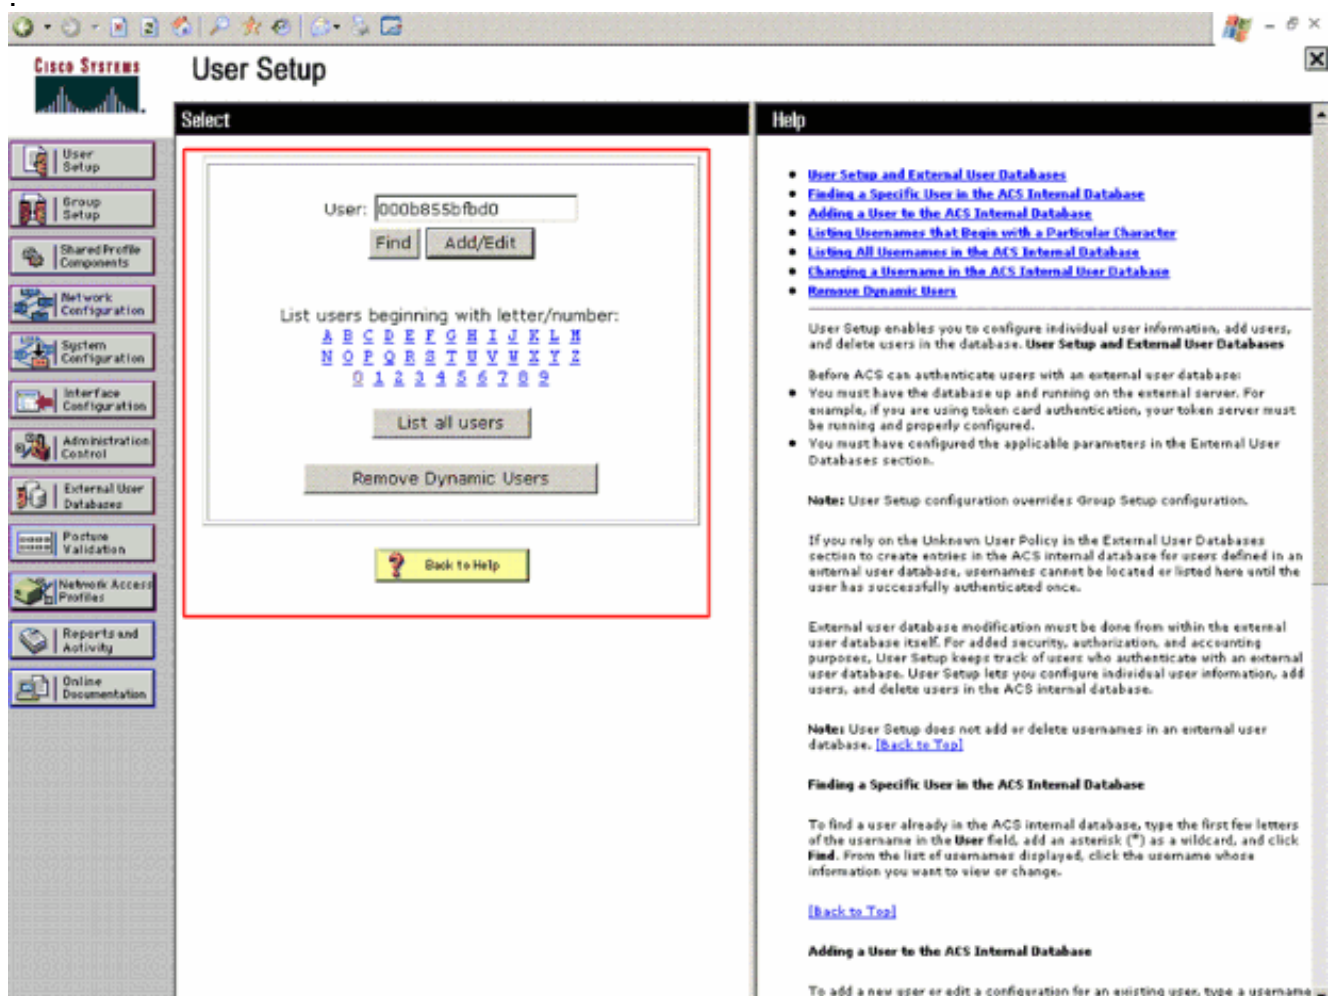 .
CISCO SYSTEMS
User Setup
Select
Help
User
Setup
Group
Setup
Shared Profile
Components
Network
Configuration
System
Configuration
Interface
Configuration
Administration
Control
External User
Databases
Posture
Validation
Network Access
Profiles
Reports and
Activity
Online
Documentation
User: 000b855bfbd0
Find Add/Edit
List users beginning with letter/number:
A B C D E F G H I J K L M
N O P Q R S T U V W X Y Z
0 1 2 3 4 5 6 7 8 9
List all users
Remove Dynamic Users
? Back to Help
• User Setup and External User Databases
• Finding a Specific User in the ACS Internal Database
• Adding a User to the ACS Internal Database
• Listing Usernames that Begin with a Particular Character
• Listing All Usernames in the ACS Internal Database
• Changing a Username in the ACS Internal User Database
• Remove Dynamic Users
User Setup enables you to configure individual user information, add users,
and delete users in the database. User Setup and External User Databases
Before ACS can authenticate users with an external user database:
• You must have the database up and running on the external server. For
example, if you are using token card authentication, your token server must
be running and properly configured.
• You must have configured the applicable parameters in the External User
Databases section.
Note: User Setup configuration overrides Group Setup configuration.
If you rely on the Unknown User Policy in the External User Databases
section to create entries in the ACS internal database for users defined in an
external user database, usernames cannot be located or listed here until the
user has successfully authenticated once.
External user database modification must be done from within the external
user database itself. For added security, authorization, and accounting
purposes, User Setup keeps track of users who authenticate with an external
user database. User Setup lets you configure individual user information, add
users, and delete users in the ACS internal database.
Note: User Setup does not add or delete usernames in an external user
database. [Back to Top]
Finding a Specific User in the ACS Internal Database
To find a user already in the ACS internal database, type the first few letters
of the username in the User field, add an asterisk (*) as a wildcard, and click
Find. From the list of usernames displayed, click the username whose
information you want to view or change.
[Back to Top]
Adding a User to the ACS Internal Database
To add a new user or edit a configuration for an existing user, type a username